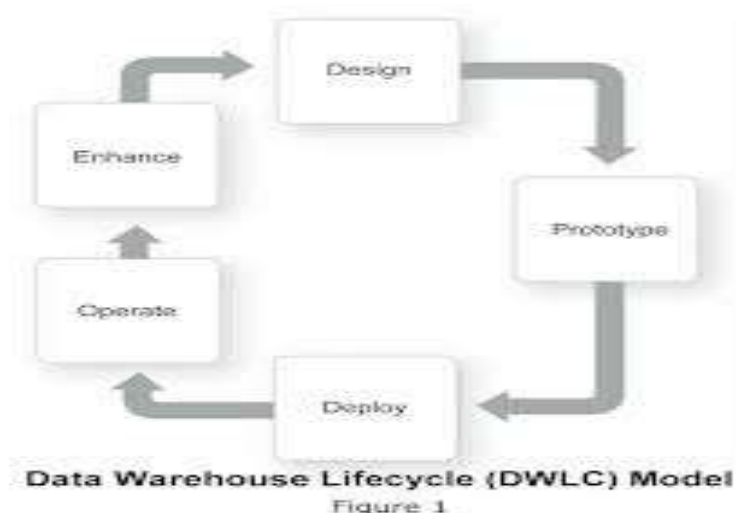 Design
Enhance
Prototype
Operate
Deploy
Data Warehouse Lifecycle (DWLC) Model
Figure 1